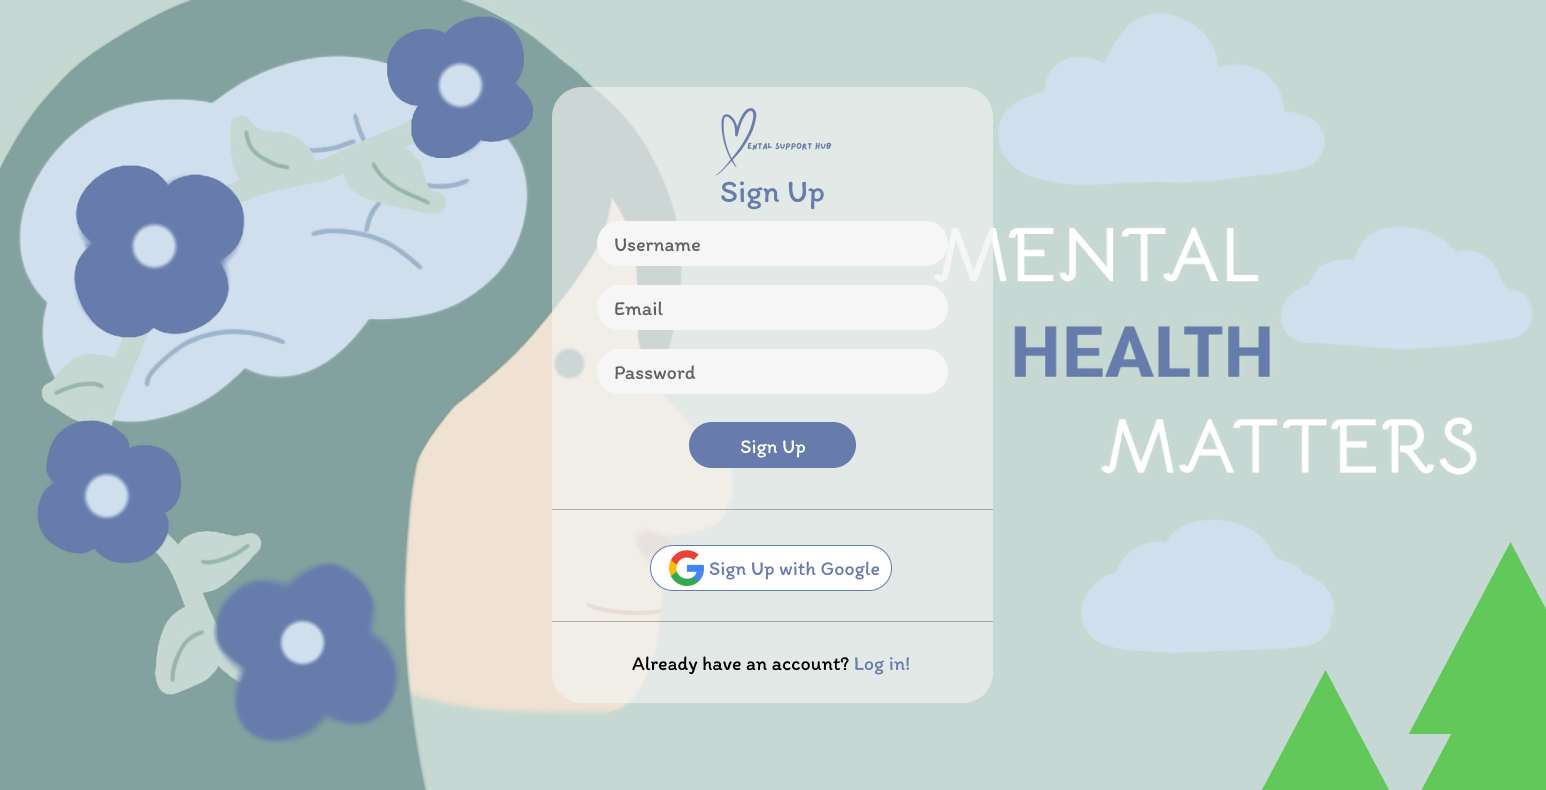 MENTAL SUPPORT HUB
Sign Up
Username
Email
Password
Sign Up
Sign Up with Google
Already have an account? Log in!
MENTAL
HEALTH
MATTERS